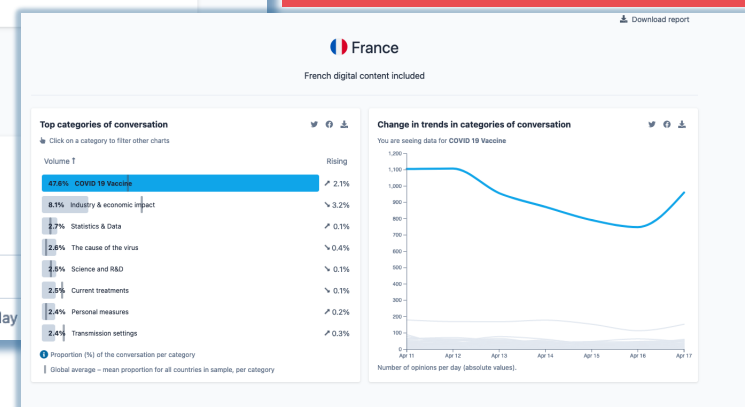 Download report
France
French digital content included
Top categories of conversation
Click on a category to filter other charts
Volume ↑ Rising
47.6% COVID 19 Vaccine ↗ 2.1%
8.1% Industry & economic impact ↘ 3.2%
2.7% Statistics & Data ↗ 0.1%
2.6% The cause of the virus ↘ 0.4%
2.5% Science and R&D ↘ 0.1%
2.5% Current treatments ↘ 0.1%
2.4% Personal measures ↗ 0.2%
2.4% Transmission settings ↗ 0.3%
Proportion (%) of the conversation per category
Global average – mean proportion for all countries in sample, per category
Change in trends in categories of conversation
You are seeing data for COVID 19 Vaccine
1,200
1,100
1,000
900
800
700
600
500
400
300
200
100
0
Apr 11 Apr 12 Apr 13 Apr 14 Apr 15 Apr 16 Apr 17
Number of opinions per day (absolute values).